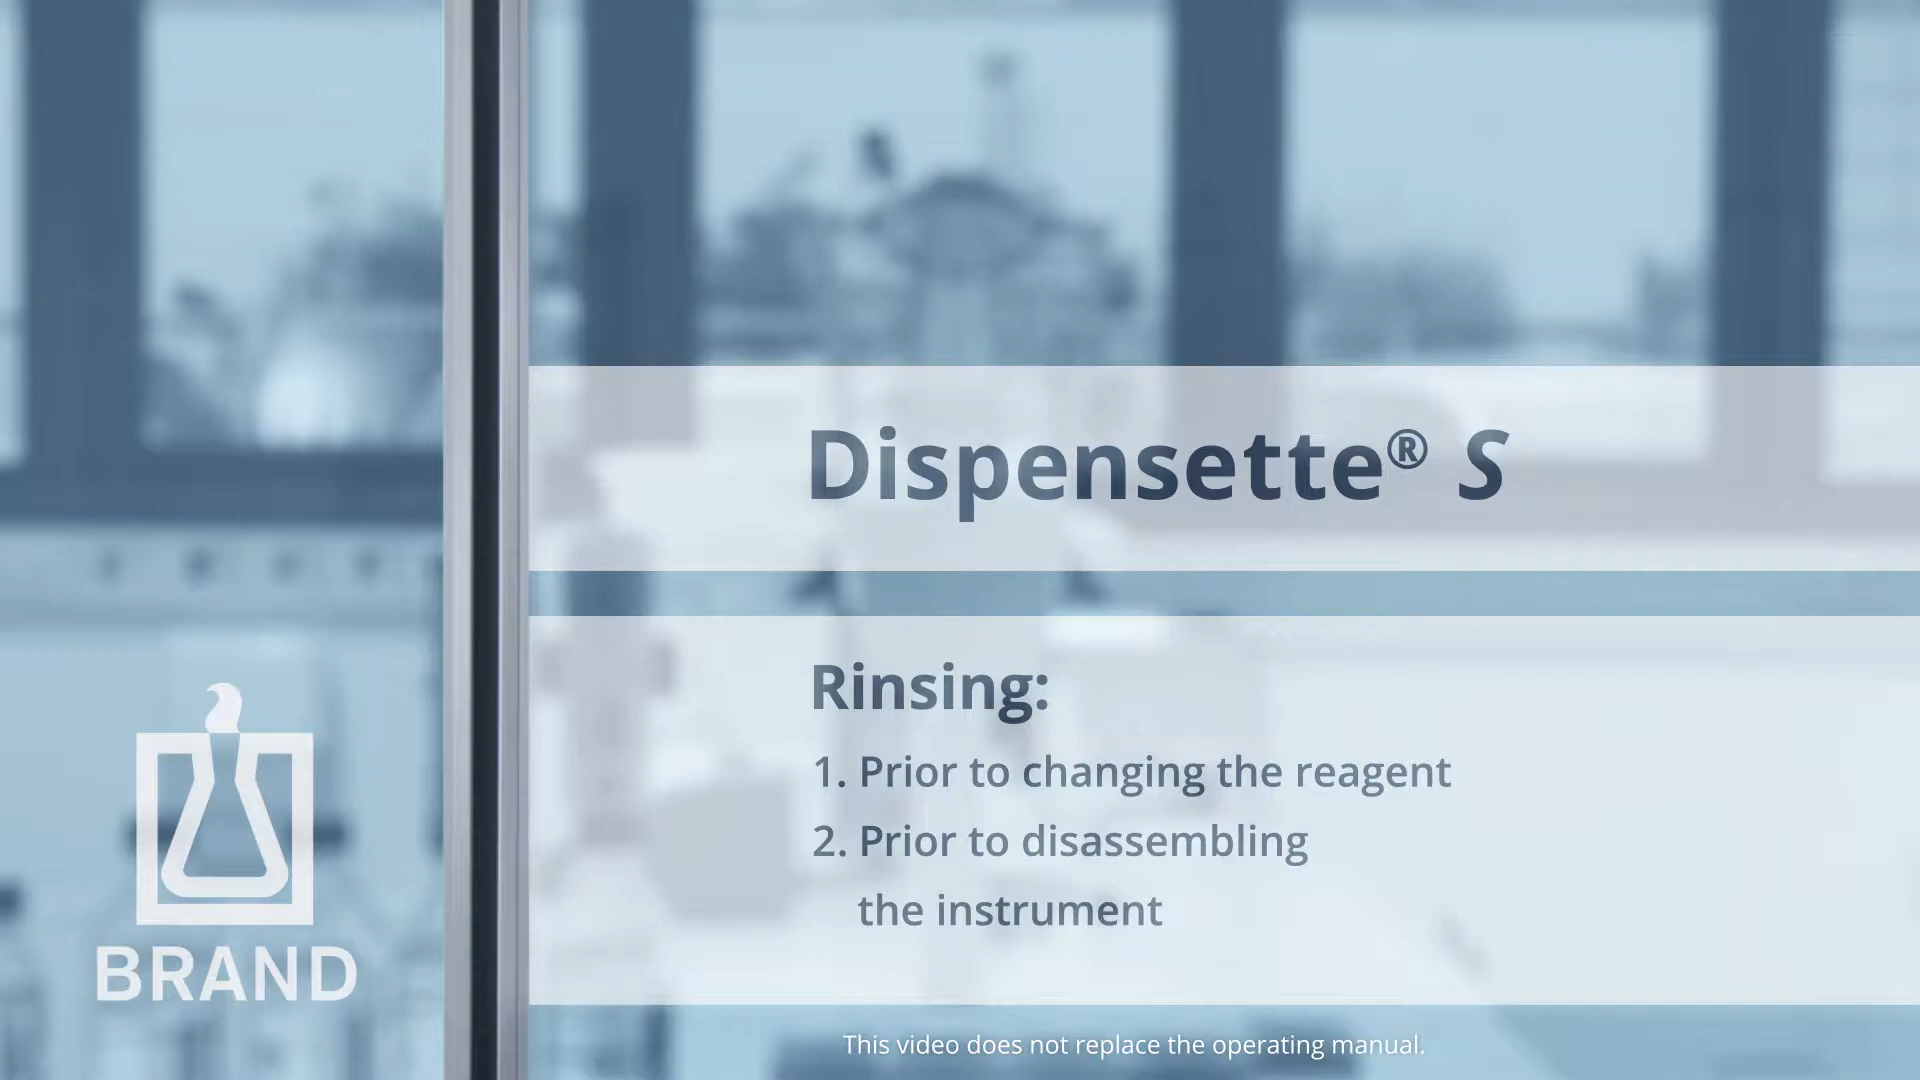 Dispensette® S
Rinsing:
1. Prior to changing the reagent
2. Prior to disassembling
the instrument
BRAND
This video does not replace the operating manual.